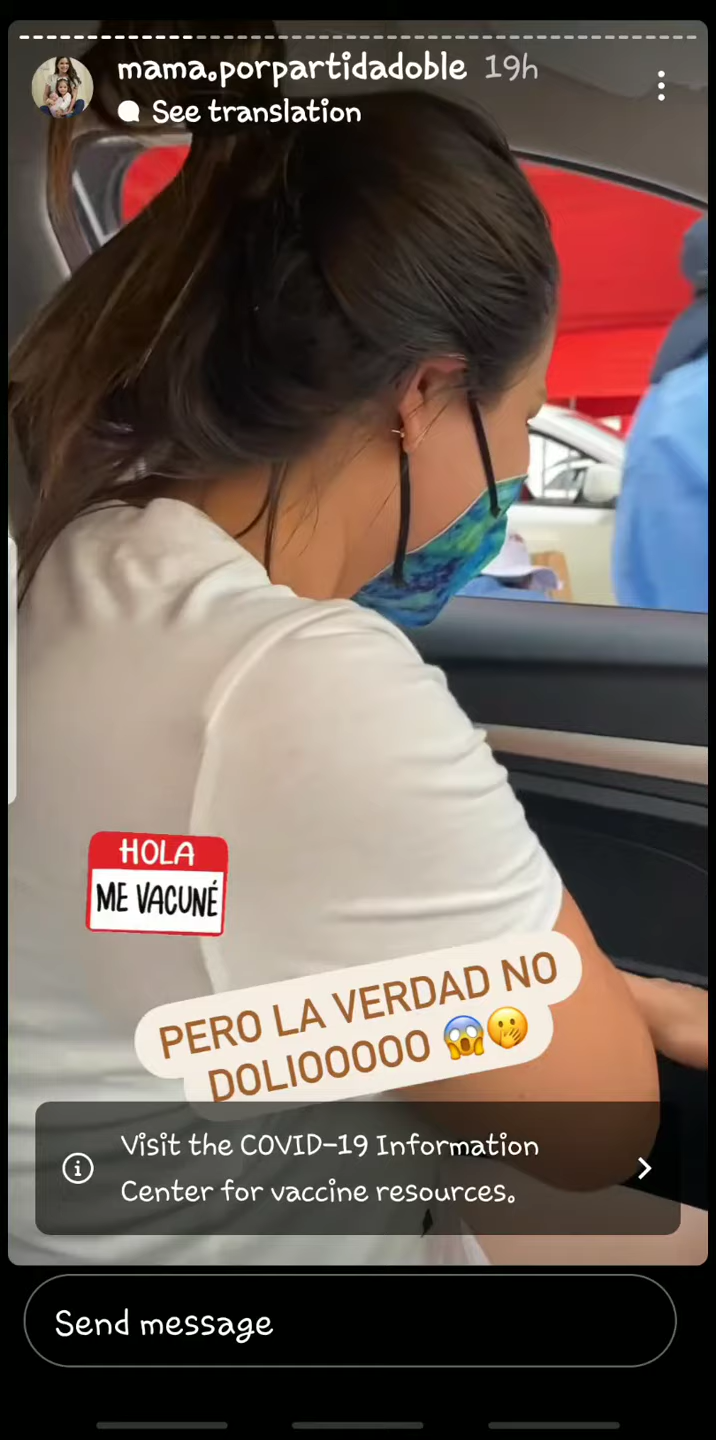 mama.porpartidadoble 19h
See translation
HOLA
ME VACUNÉ
PERO LA VERDAD NO
DOLIOOOOO 😱🤭
Visit the COVID-19 Information
Center for vaccine resources.
Send message